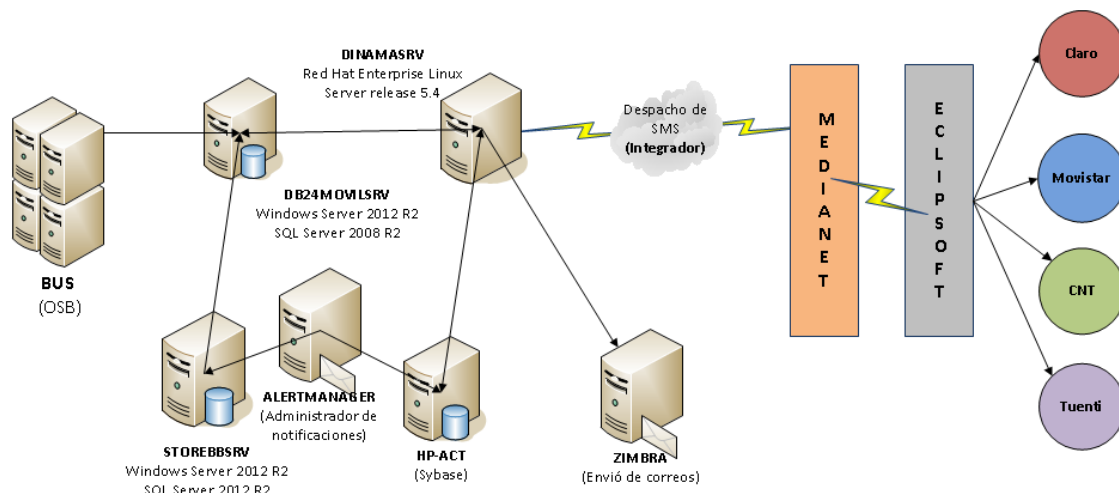 DINAMASRV
Red Hat Enterprise Linux
Server release 5.4
Despacho de
SMS
(Integrador)
MEDIANET
ECLIPSOFT
Claro
Movistar
CNT
Tuenti
DB24MOVILSRV
Windows Server 2012 R2
SQL Server 2008 R2
BUS
(OSB)
ALERTMANAGER
(Administrador de
notificaciones)
STOREBBSRV
Windows Server 2012 R2
SQL Server 2012 R2
HP-ACT
(Sybase)
ZIMBRA
(Envió de correos)